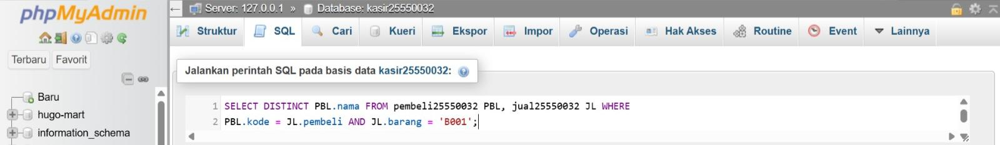 phpMyAdmin
Server: 127.0.0.1 » Database: kasir25550032
Struktur SQL Cari Kueri Ekspor Impor Operasi Hak Akses Routine Event Lainnya
Terbaru Favorit
Jalankan perintah SQL pada basis data kasir25550032:
Baru
hugo-mart
information_schema
1 SELECT DISTINCT PBL.nama FROM pembeli25550032 PBL, jual25550032 JL WHERE
2 PBL.kode = JL.pembeli AND JL.barang = 'B001';